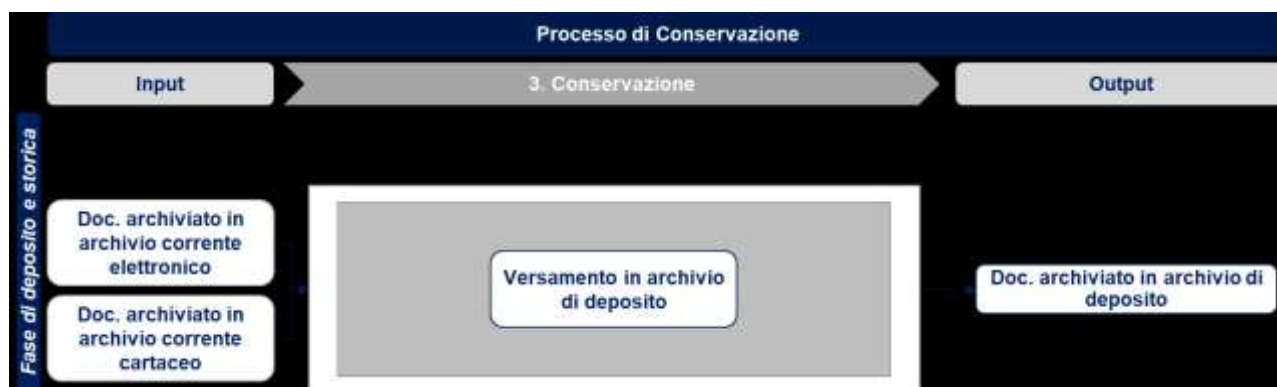 Processo di Conservazione
Input
3. Conservazione
Output
Fase di deposito e storica
Doc. archiviato in
archivio corrente
elettronico
Doc. archiviato in
archivio corrente
cartaceo
Versamento in archivio
di deposito
Doc. archiviato in archivio di
deposito